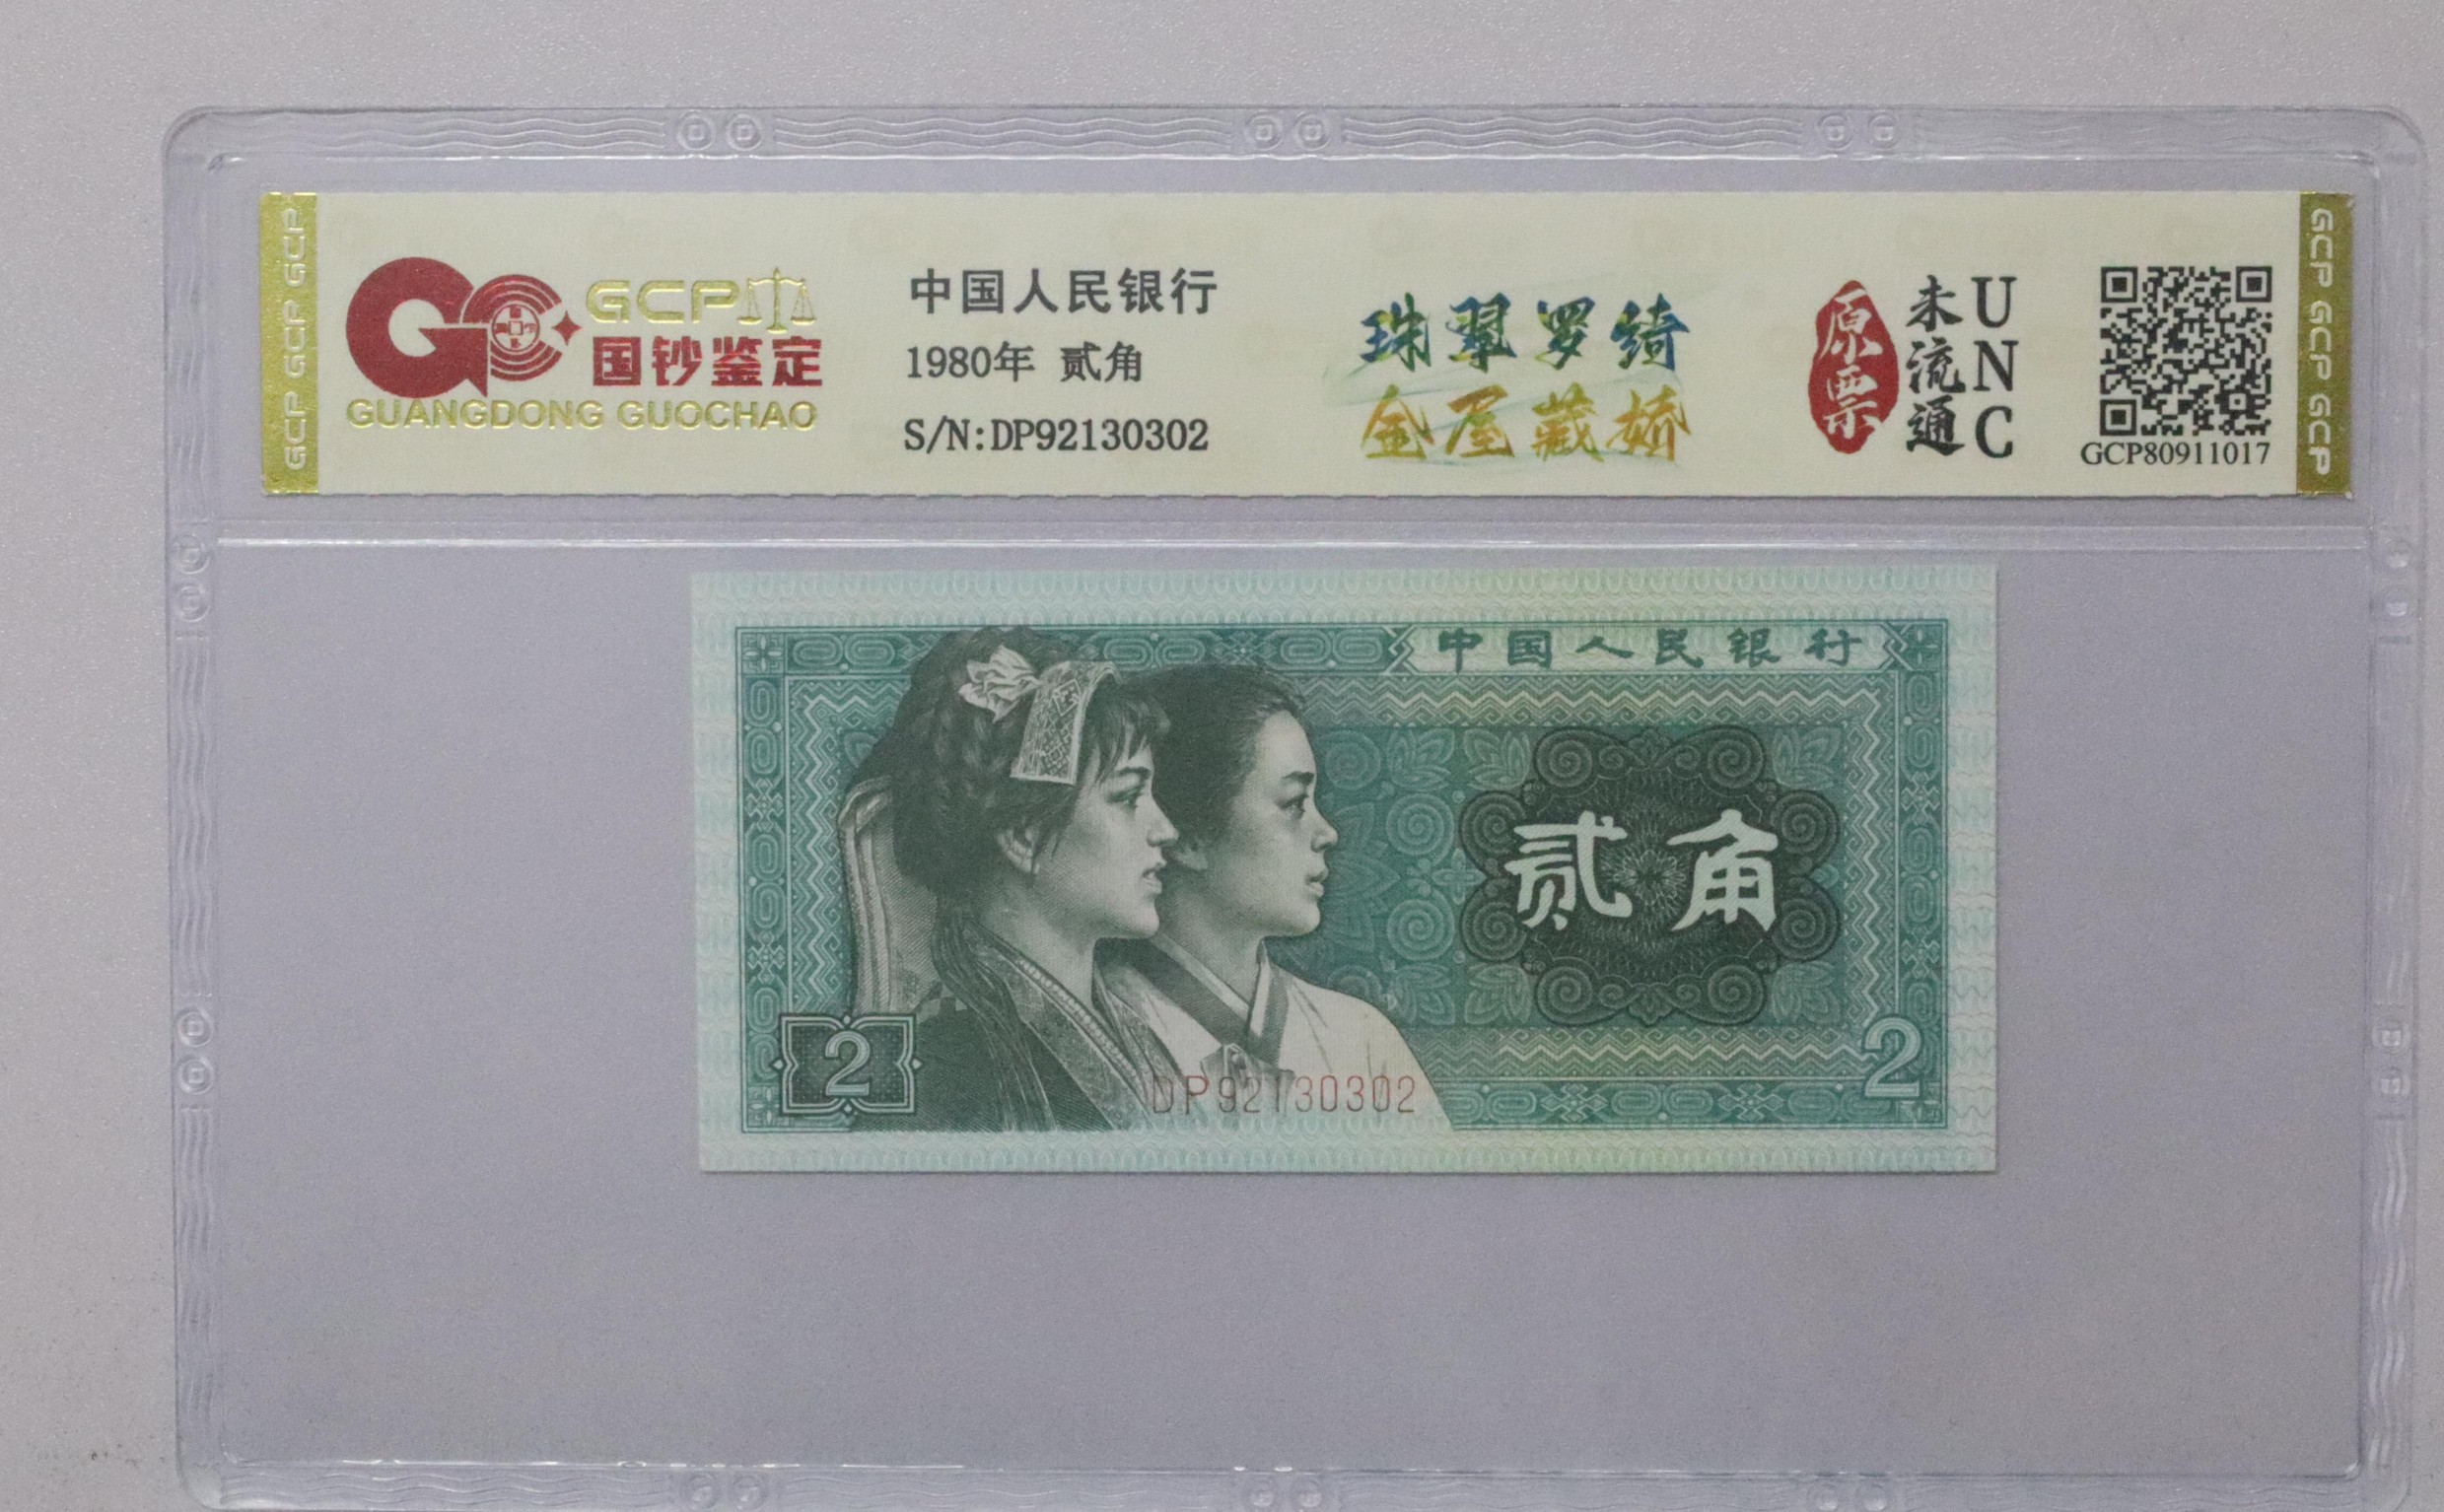 GCP GCP GCP
GCP
国钞鉴定
GUANGDONG GUOCHAO
中国人民银行
1980年 贰角
S/N:DP92130302
珠翠罗绮
金屋藏娇
原票
未流通
UNC
GCP80911017
GCP GCP GCP
中国人民银行
贰角
2
2
DP92130302